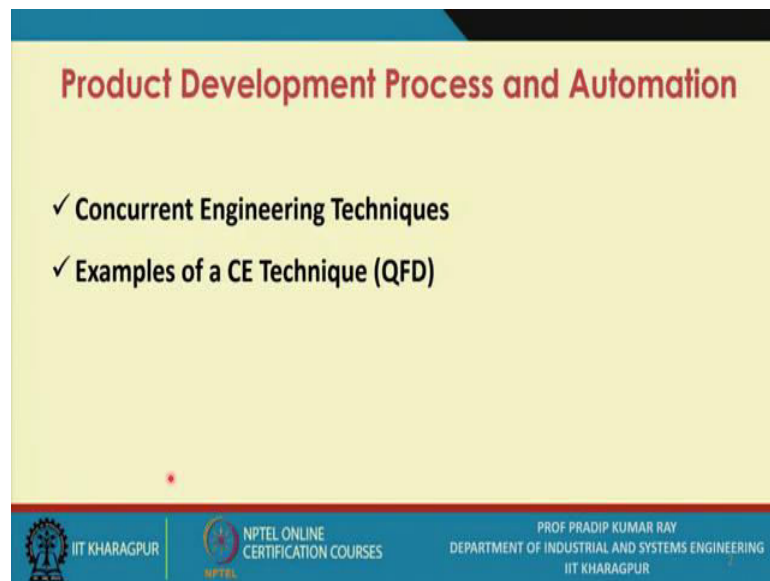 Product Development Process and Automation
✓ Concurrent Engineering Techniques
✓ Examples of a CE Technique (QFD)
IIT KHARAGPUR
NPTEL
NPTEL ONLINE
CERTIFICATION COURSES
PROF PRADIP KUMAR RAY
DEPARTMENT OF INDUSTRIAL AND SYSTEMS ENGINEERING
IIT KHARAGPUR